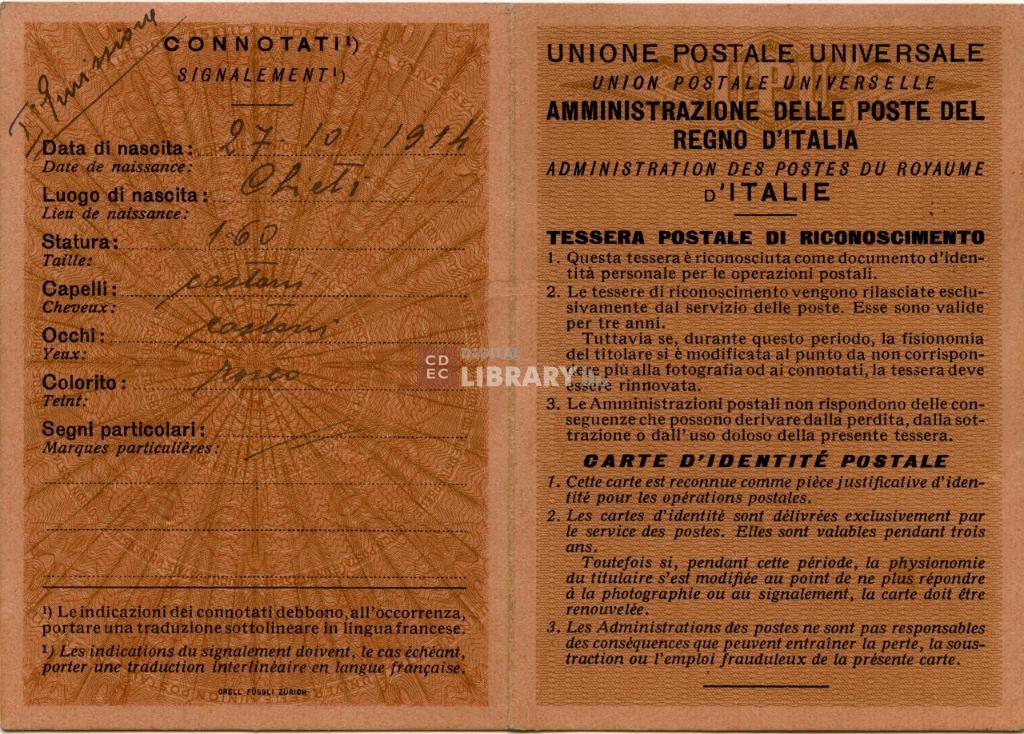 Iª Emissione
CONNOTATI¹)
SIGNALEMENT¹)
Data di nascita: 27-10-1914
Date de naissance:
Luogo di nascita: Chieti
Lieu de naissance:
Statura: 1.60
Taille:
Capelli: castani
Cheveux:
Occhi: castani
Yeux:
Colorito: roseo
Teint:
Segni particolari:
Marques particulières:
¹) Le indicazioni dei connotati debbono, all'occorrenza,
portare una traduzione sottolineare in lingua francese.
¹) Les indications du signalement doivent, le cas échéant,
porter une traduction interlinéaire en langue française.
ORELL FÜSSLI ZÜRICH
UNIONE POSTALE UNIVERSALE
UNION POSTALE UNIVERSELLE
AMMINISTRAZIONE DELLE POSTE DEL
REGNO D'ITALIA
ADMINISTRATION DES POSTES DU ROYAUME
D'ITALIE
TESSERA POSTALE DI RICONOSCIMENTO
1. Questa tessera è riconosciuta come documento d'iden-
tità personale per le operazioni postali.
2. Le tessere di riconoscimento vengono rilasciate esclu-
sivamente dal servizio delle poste. Esse sono valide
per tre anni.
Tuttavia se, durante questo periodo, la fisionomia
del titolare si è modificata al punto da non corrispon-
dere più alla fotografia od ai connotati, la tessera deve
essere rinnovata.
3. Le Amministrazioni postali non rispondono delle con-
seguenze che possono derivare dalla perdita, dalla sot-
trazione o dall'uso doloso della presente tessera.
CARTE D'IDENTITÉ POSTALE
1. Cette carte est reconnue comme pièce justificative d'iden-
tité pour les opérations postales.
2. Les cartes d'identité sont délivrées exclusivement par
le service des postes. Elles sont valables pendant trois
ans.
Toutefois si, pendant cette période, la physionomie
du titulaire s'est modifiée au point de ne plus répondre
à la photographie ou au signalement, la carte doit être
renouvelée.
3. Les Administrations des postes ne sont pas responsables
des conséquences que peuvent entraîner la perte, la sous-
traction ou l'emploi frauduleux de la présente carte.
CDEC DIGITAL LIBRARY.it